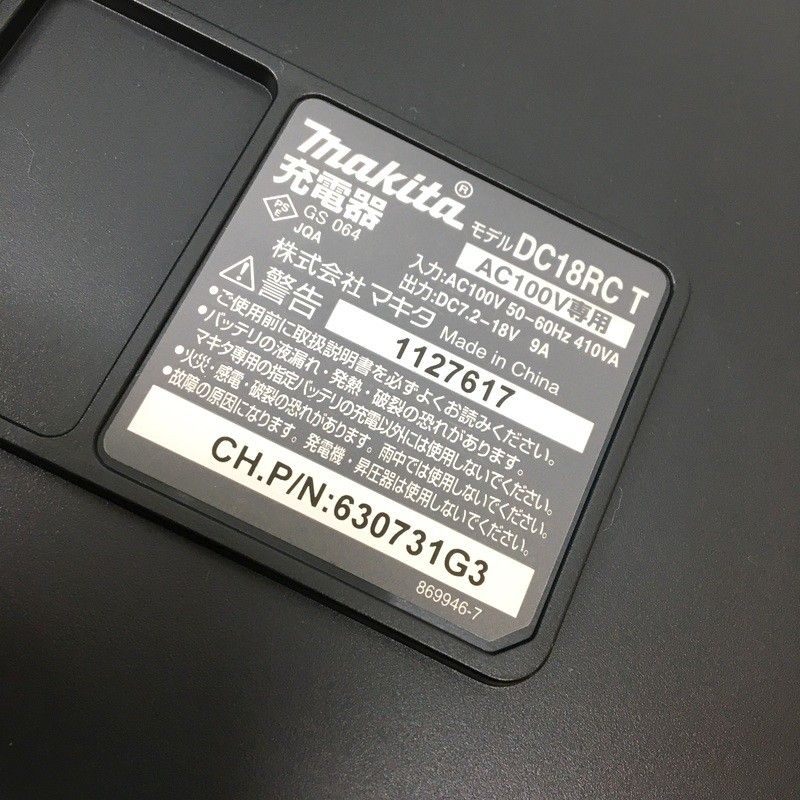 makita®
充電器
モデル DC18RC T
AC100V専用
PS E GS 064
JQA
入力:AC100V 50-60Hz 410VA
出力:DC7.2-18V 9A
株式会社 マキタ Made in China
警告
1127617
•ご使用前に取扱説明書を必ずよくお読みください。
•バッテリの液漏れ・発熱・破裂の恐れがあります。
マキタ専用の指定バッテリの充電以外には使用しないでください。
•火災・感電・破裂の恐れがあります。雨中では使用しないでください。
•故障の原因になります。発電機・昇圧器は使用しないでください。
CH.P/N:630731G3
869946-7